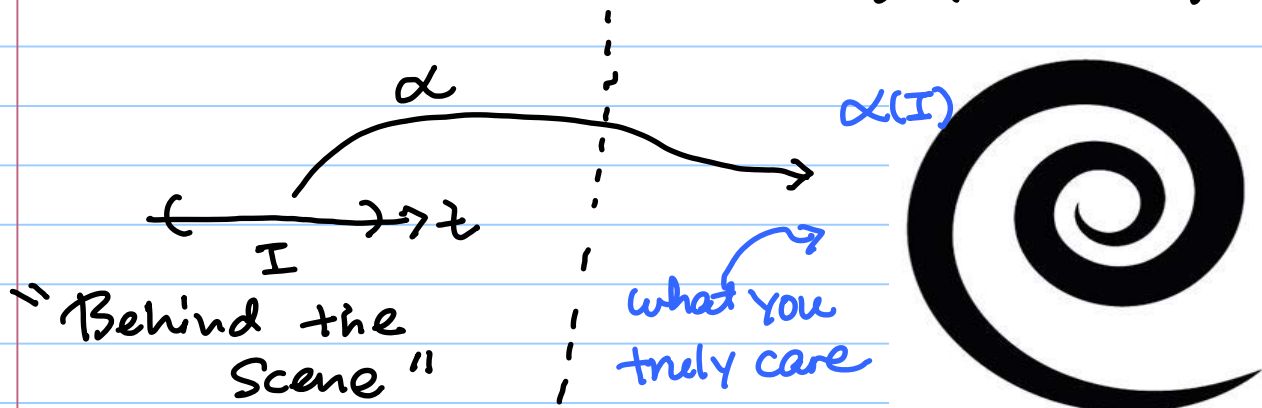 α
α(I)
t
I
"Behind the
Scene"
what you
truly care